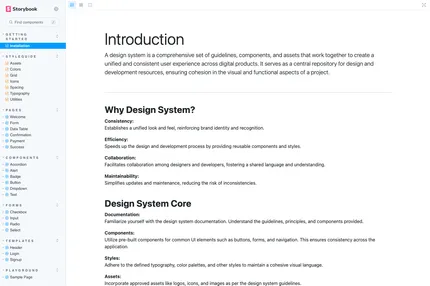 Storybook
Find components
GETTING
STARTED
Installation
STYLEGUIDE
Assets
Colors
Grid
Icons
Spacing
Typography
Utilities
PAGES
Welcome
Form
Data Table
Confirmation
Payment
Success
COMPONENTS
Accordion
Alert
Badge
Button
Dropdown
Text
FORMS
Checkbox
Input
Radio
Select
TEMPLATES
Header
Login
Signup
PLAYGROUND
Sample Page
Introduction
A design system is a comprehensive set of guidelines, components, and assets that work together to create a
unified and consistent user experience across digital products. It serves as a central repository for design and
development resources, ensuring cohesion in the visual and functional aspects of a project.
Why Design System?
Consistency:
Establishes a unified look and feel, reinforcing brand identity and recognition.
Efficiency:
Speeds up the design and development process by providing reusable components and styles.
Collaboration:
Facilitates collaboration among designers and developers, fostering a shared language and understanding.
Maintainability:
Simplifies updates and maintenance, reducing the risk of inconsistencies.
Design System Core
Documentation:
Familiarize yourself with the design system documentation. Understand the guidelines, principles, and components provided.
Components:
Utilize pre-built components for common UI elements such as buttons, forms, and navigation. This ensures consistency across the
application.
Styles:
Adhere to the defined typography, color palettes, and other styles to maintain a cohesive visual language.
Assets:
Incorporate approved assets like logos, icons, and images as per the design system guidelines.